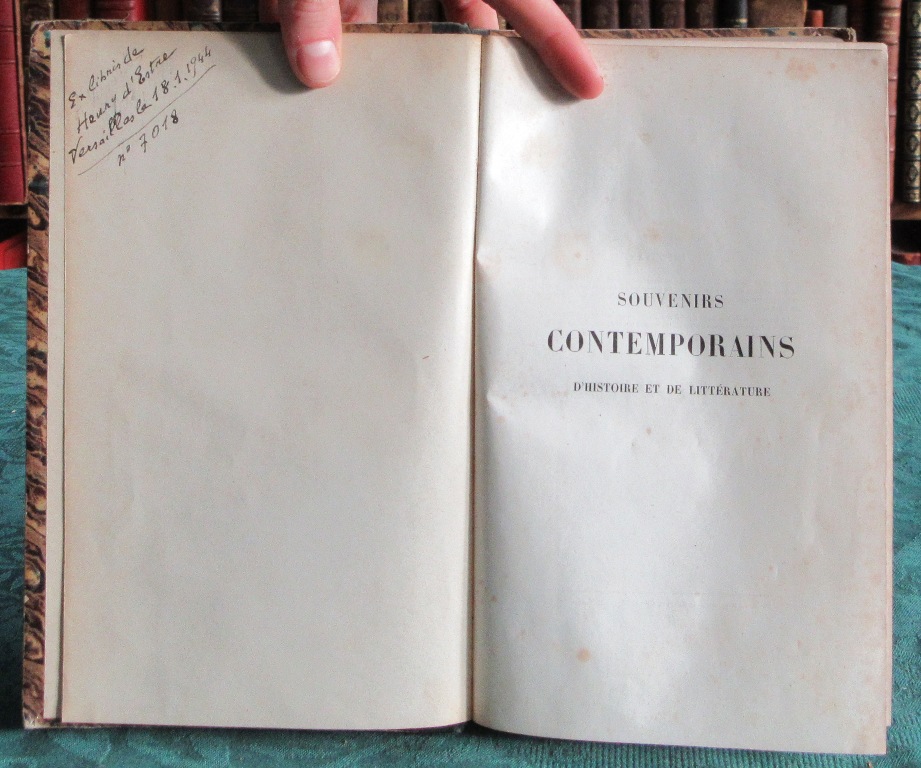 Ex libris de
Henry d'Estre
Versailles le 18.1.1944
n° 7018
SOUVENIRS
CONTEMPORAINS
D'HISTOIRE ET DE LITTÉRATURE